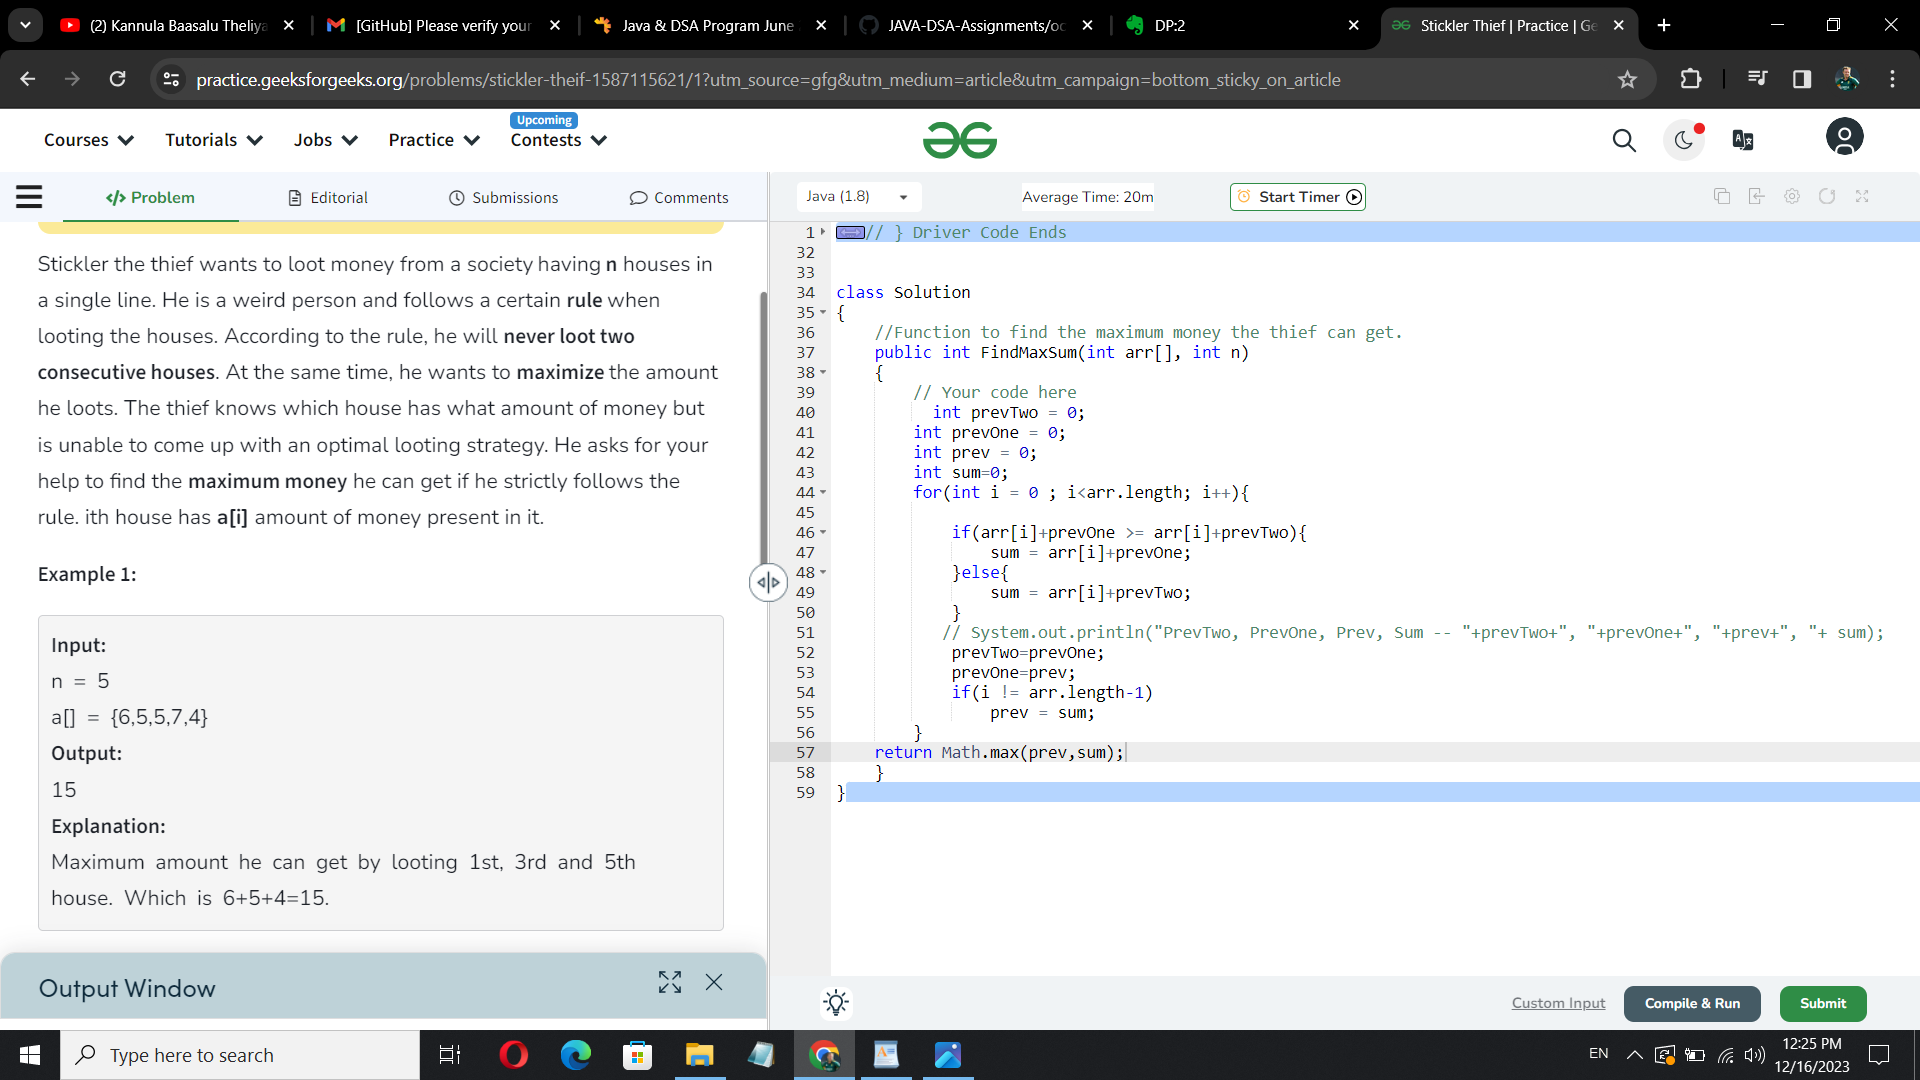 (2) Kannula Baasalu Theliya
[GitHub] Please verify your
Java & DSA Program June
JAVA-DSA-Assignments/oc
DP:2
Stickler Thief | Practice | Ge
practice.geeksforgeeks.org/problems/stickler-theif-1587115621/1?utm_source=gfg&utm_medium=article&utm_campaign=bottom_sticky_on_article
Courses
Tutorials
Jobs
Practice
Upcoming
Contests
</> Problem
Editorial
Submissions
Comments
Java (1.8)
Average Time: 20m
Start Timer
Stickler the thief wants to loot money from a society having n houses in
a single line. He is a weird person and follows a certain rule when
looting the houses. According to the rule, he will never loot two
consecutive houses. At the same time, he wants to maximize the amount
he loots. The thief knows which house has what amount of money but
is unable to come up with an optimal looting strategy. He asks for your
help to find the maximum money he can get if he strictly follows the
rule. ith house has a[i] amount of money present in it.
Example 1:
Input:
n = 5
a[] = {6,5,5,7,4}
Output:
15
Explanation:
Maximum amount he can get by looting 1st, 3rd and 5th
house. Which is 6+5+4=15.
Output Window
1 // } Driver Code Ends
32
33
34 class Solution
35 {
36 //Function to find the maximum money the thief can get.
37 public int FindMaxSum(int arr[], int n)
38 {
39 // Your code here
40 int prevTwo = 0;
41 int prevOne = 0;
42 int prev = 0;
43 int sum=0;
44 for(int i = 0 ; i<arr.length; i++){
45
46 if(arr[i]+prevOne >= arr[i]+prevTwo){
47 sum = arr[i]+prevOne;
48 }else{
49 sum = arr[i]+prevTwo;
50 }
51 // System.out.println("PrevTwo, PrevOne, Prev, Sum -- "+prevTwo+", "+prevOne+", "+prev+", "+ sum);
52 prevTwo=prevOne;
53 prevOne=prev;
54 if(i != arr.length-1)
55 prev = sum;
56 }
57 return Math.max(prev,sum);
58 }
59 }
Custom Input
Compile & Run
Submit
Type here to search
EN
12:25 PM
12/16/2023